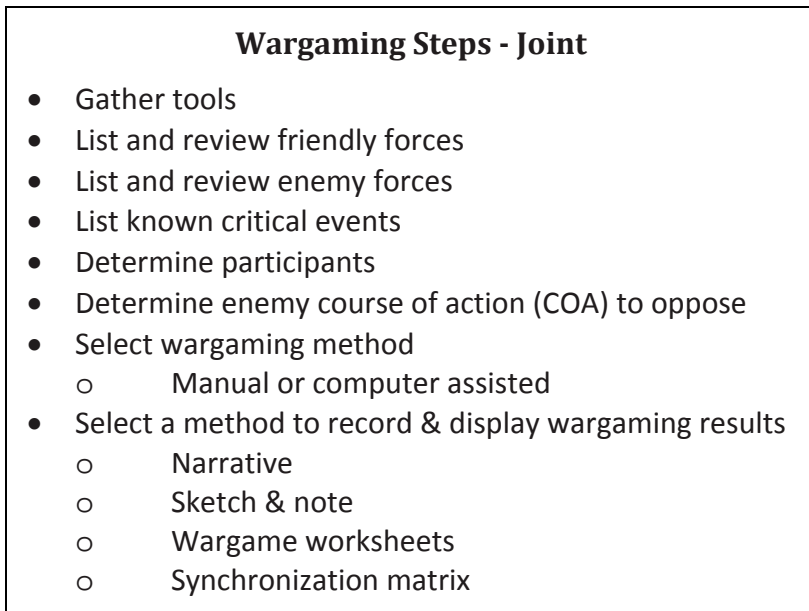 Wargaming Steps - Joint
• Gather tools
• List and review friendly forces
• List and review enemy forces
• List known critical events
• Determine participants
• Determine enemy course of action (COA) to oppose
• Select wargaming method
o Manual or computer assisted
• Select a method to record & display wargaming results
o Narrative
o Sketch & note
o Wargame worksheets
o Synchronization matrix